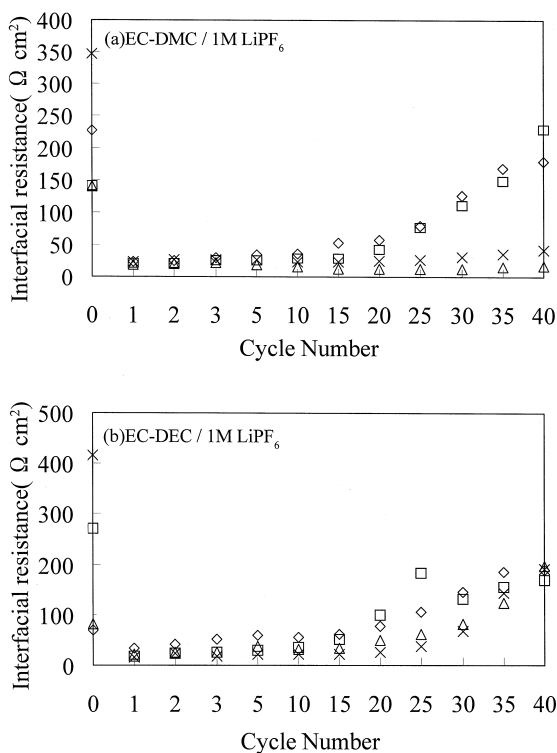 (a)EC-DMC / 1M LiPF6
Interfacial resistance( Ω cm2)
400
350
300
250
200
150
100
50
0
0 1 2 3 5 10 15 20 25 30 35 40
Cycle Number
(b)EC-DEC / 1M LiPF6
Interfacial resistance( Ω cm2)
500
400
300
200
100
0
0 1 2 3 5 10 15 20 25 30 35 40
Cycle Number